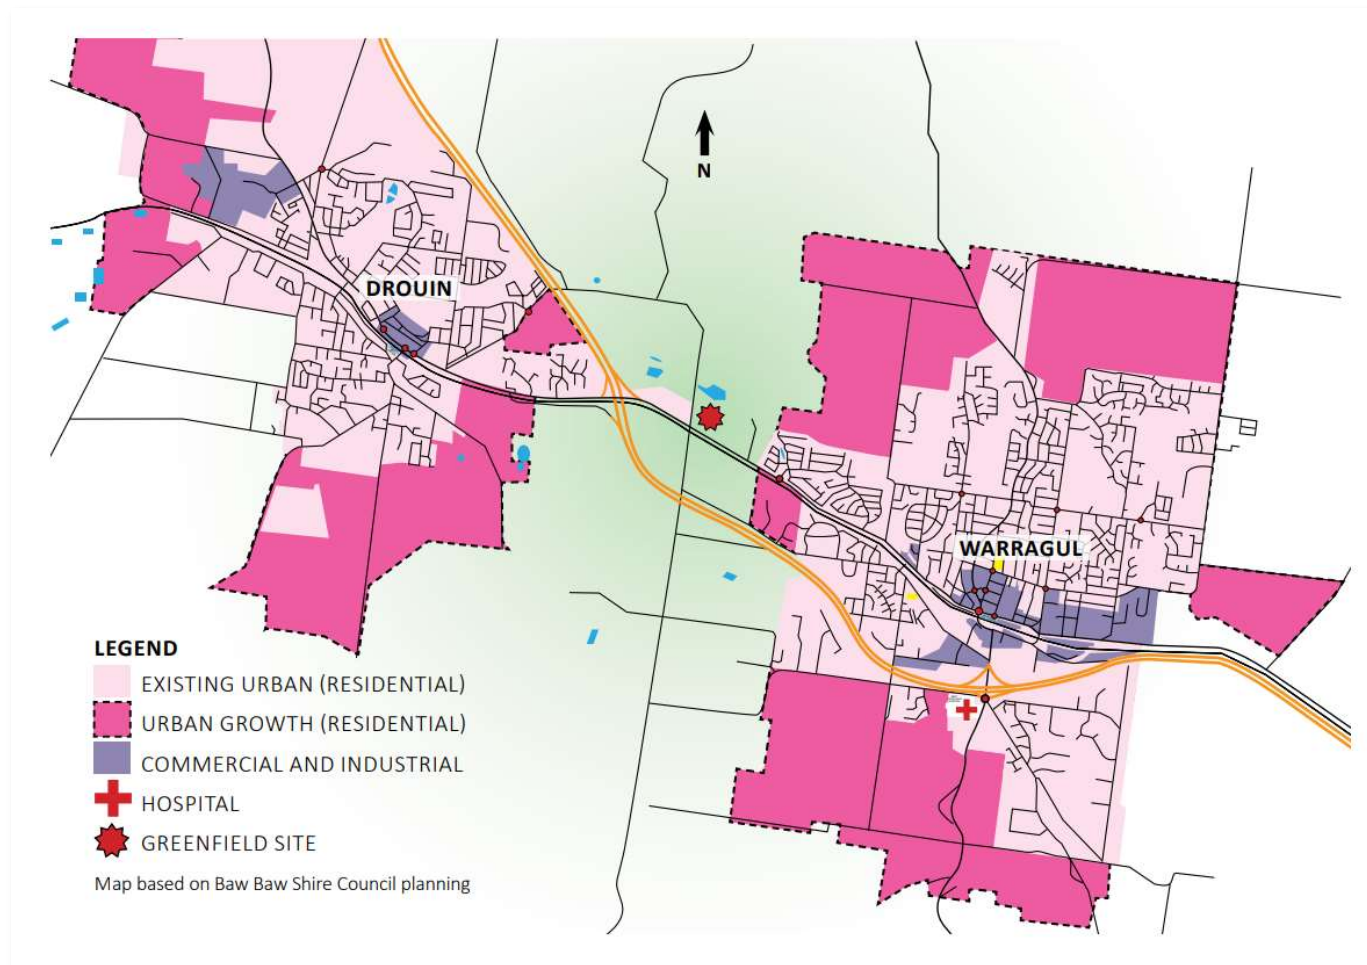 N
DROUIN
WARRAGUL
LEGEND
EXISTING URBAN (RESIDENTIAL)
URBAN GROWTH (RESIDENTIAL)
COMMERCIAL AND INDUSTRIAL
HOSPITAL
GREENFIELD SITE
Map based on Baw Baw Shire Council planning